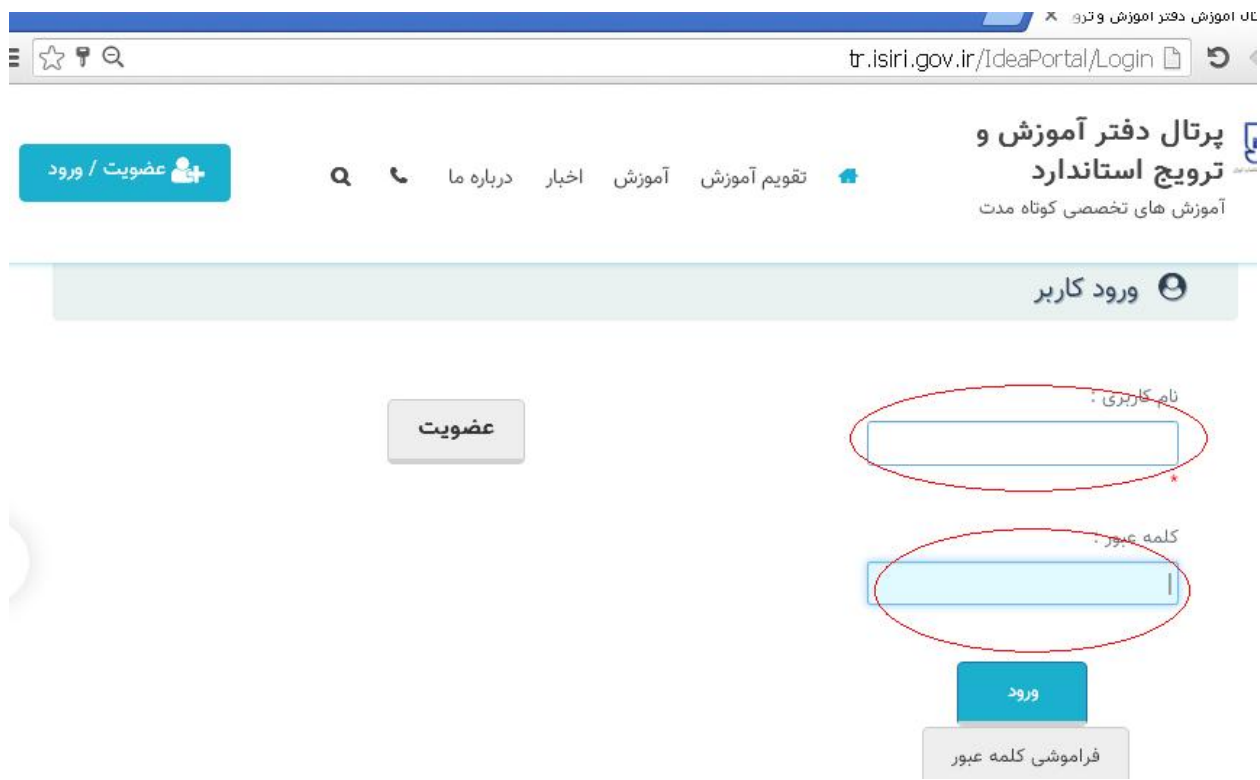 تال آموزش دفتر آموزش و ترو
tr.isiri.gov.ir/IdeaPortal/Login
پرتال دفتر آموزش و
ترویج استاندارد
آموزش های تخصصی کوتاه مدت
تقویم آموزش آموزش اخبار درباره ما
عضویت / ورود
ورود کاربر
نام کاربری :
*
عضویت
کلمه عبور :
ورود
فراموشی کلمه عبور